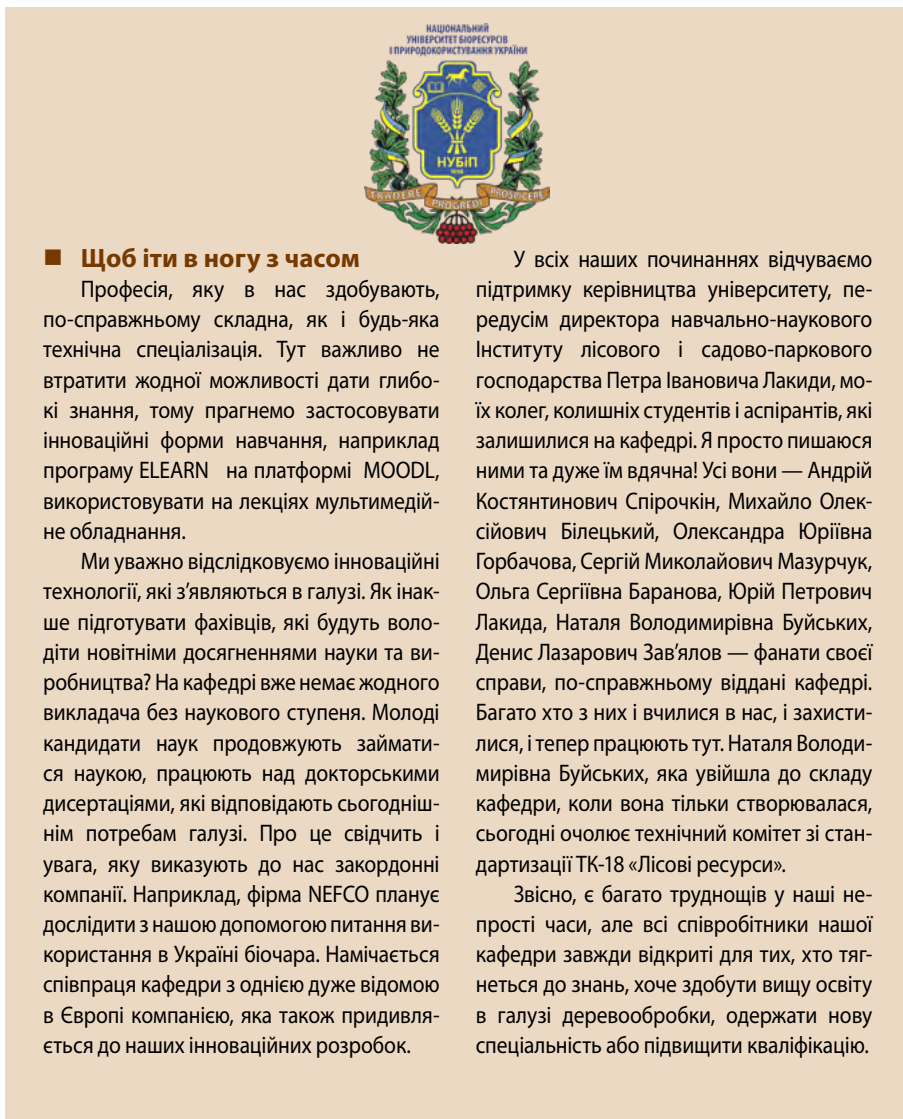 НАЦІОНАЛЬНИЙ
УНІВЕРСИТЕТ БІОРЕСУРСІВ
І ПРИРОДОКОРИСТУВАННЯ УКРАЇНИ
НУБіП
1898
TRADERE PROGREDI PROSPICERE
■ Щоб іти в ногу з часом
Професія, яку в нас здобувають,
по-справжньому складна, як і будь-яка
технічна спеціалізація. Тут важливо не
втратити жодної можливості дати глибо-
кі знання, тому прагнемо застосовувати
інноваційні форми навчання, наприклад
програму ELEARN на платформі MOODL,
використовувати на лекціях мультимедій-
не обладнання.
Ми уважно відслідковуємо інноваційні
технології, які з’являються в галузі. Як інак-
ше підготувати фахівців, які будуть воло-
діти новітніми досягненнями науки та ви-
робництва? На кафедрі вже немає жодного
викладача без наукового ступеня. Молоді
кандидати наук продовжують займати-
ся наукою, працюють над докторськими
дисертаціями, які відповідають сьогодніш-
нім потребам галузі. Про це свідчить і
увага, яку виказують до нас закордонні
компанії. Наприклад, фірма NEFCO планує
дослідити з нашою допомогою питання ви-
користання в Україні біочара. Намічається
співпраця кафедри з однією дуже відомою
в Європі компанією, яка також придивля-
ється до наших інноваційних розробок.
У всіх наших починаннях відчуваємо
підтримку керівництва університету, пе-
редусім директора навчально-наукового
Інституту лісового і садово-паркового
господарства Петра Івановича Лакиди, мо-
їх колег, колишніх студентів і аспірантів, які
залишилися на кафедрі. Я просто пишаюся
ними та дуже їм вдячна! Усі вони — Андрій
Костянтинович Спірочкін, Михайло Олек-
сійович Білецький, Олександра Юріївна
Горбачова, Сергій Миколайович Мазурчук,
Ольга Сергіївна Баранова, Юрій Петрович
Лакида, Наталя Володимирівна Буйських,
Денис Лазарович Зав’ялов — фанати своєї
справи, по-справжньому віддані кафедрі.
Багато хто з них і вчилися в нас, і захисти-
лися, і тепер працюють тут. Наталя Володи-
мирівна Буйських, яка увійшла до складу
кафедри, коли вона тільки створювалася,
сьогодні очолює технічний комітет зі стан-
дартизації ТК-18 «Лісові ресурси».
Звісно, є багато труднощів у наші не-
прості часи, але всі співробітники нашої
кафедри завжди відкриті для тих, хто тяг-
неться до знань, хоче здобути вищу освіту
в галузі деревообробки, одержати нову
спеціальність або підвищити кваліфікацію.